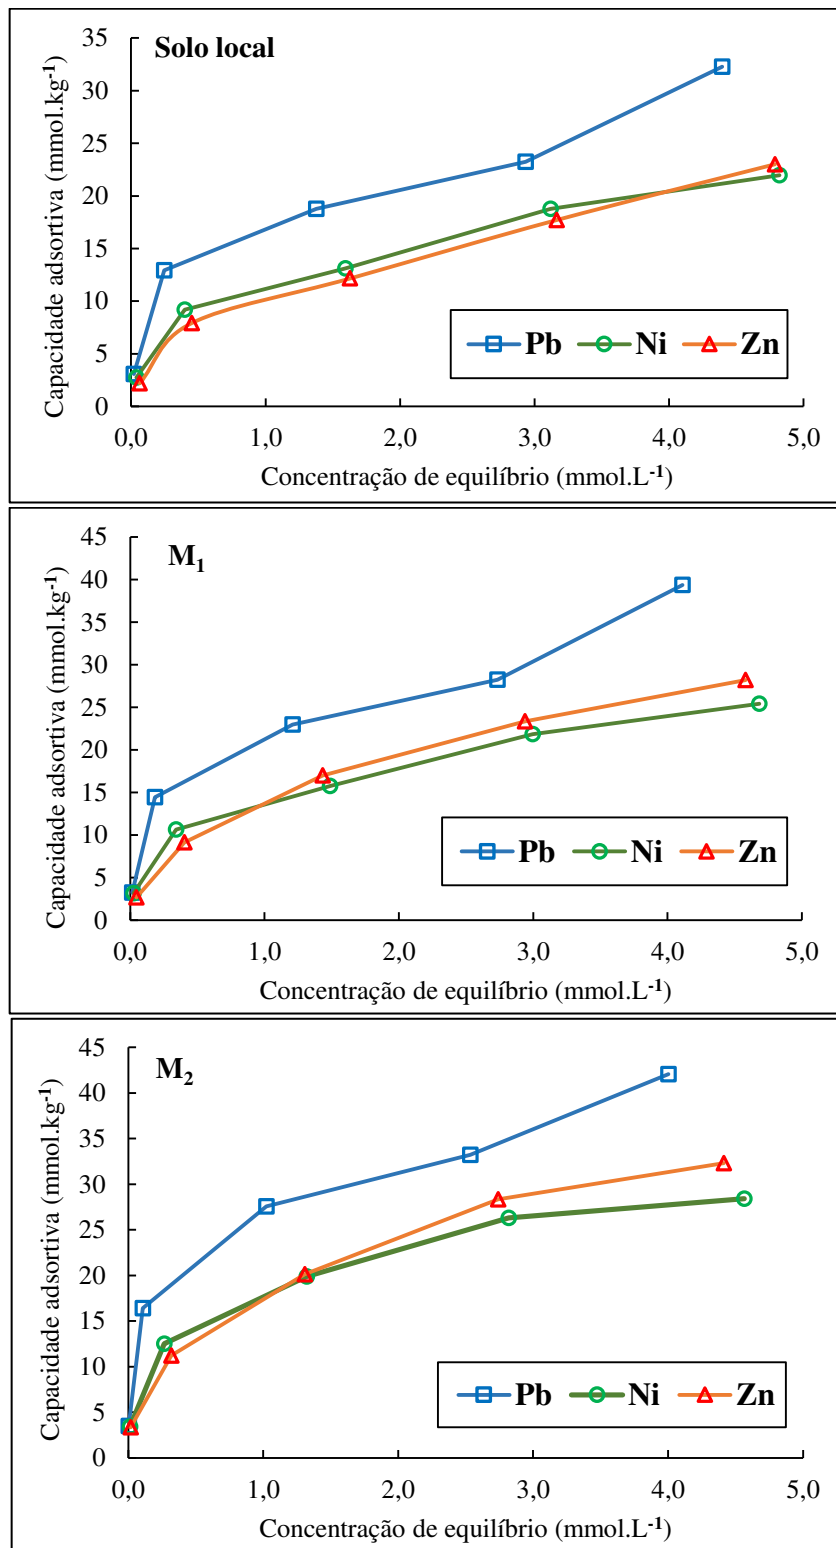 Solo local
Capacidade adsortiva (mmol.kg⁻¹)
35
30
25
20
15
10
5
0
Pb Ni Zn
0,0 1,0 2,0 3,0 4,0 5,0
Concentração de equilíbrio (mmol.L⁻¹)
M₁
Capacidade adsortiva (mmol.kg⁻¹)
45
40
35
30
25
20
15
10
5
0
Pb Ni Zn
0,0 1,0 2,0 3,0 4,0 5,0
Concentração de equilíbrio (mmol.L⁻¹)
M₂
Capacidade adsortiva (mmol.kg⁻¹)
45
40
35
30
25
20
15
10
5
0
Pb Ni Zn
0,0 1,0 2,0 3,0 4,0 5,0
Concentração de equilíbrio (mmol.L⁻¹)